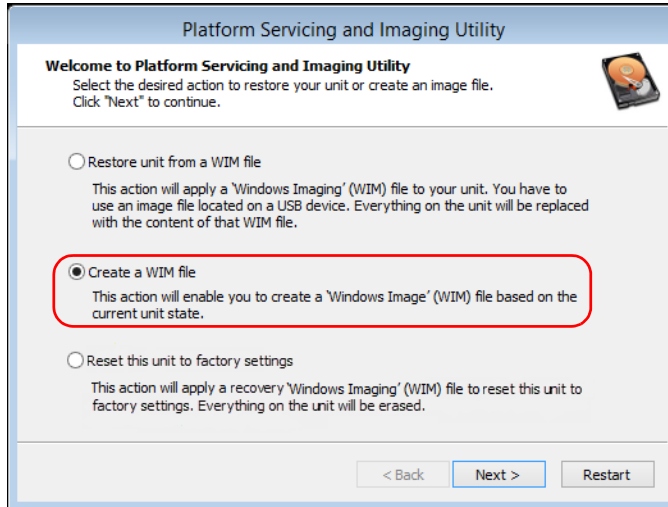 Platform Servicing and Imaging Utility
Welcome to Platform Servicing and Imaging Utility
Select the desired action to restore your unit or create an image file.
Click "Next" to continue.
Restore unit from a WIM file
This action will apply a 'Windows Imaging' (WIM) file to your unit. You have to
use an image file located on a USB device. Everything on the unit will be replaced
with the content of that WIM file.
Create a WIM file
This action will enable you to create a 'Windows Image' (WIM) file based on the
current unit state.
Reset this unit to factory settings
This action will apply a recovery 'Windows Imaging' (WIM) file to reset this unit to
factory settings. Everything on the unit will be erased.
< Back Next > Restart